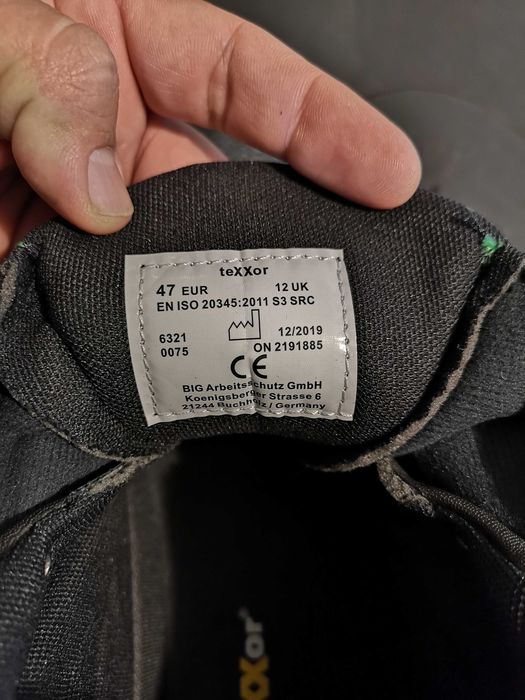 teXXor
47 EUR 12 UK
EN ISO 20345:2011 S3 SRC
6321 12/2019
0075 ON 2191885
CE
BIG Arbeitsschutz GmbH
Koenigsberger Strasse 6
21244 Buchholz / Germany
XXor